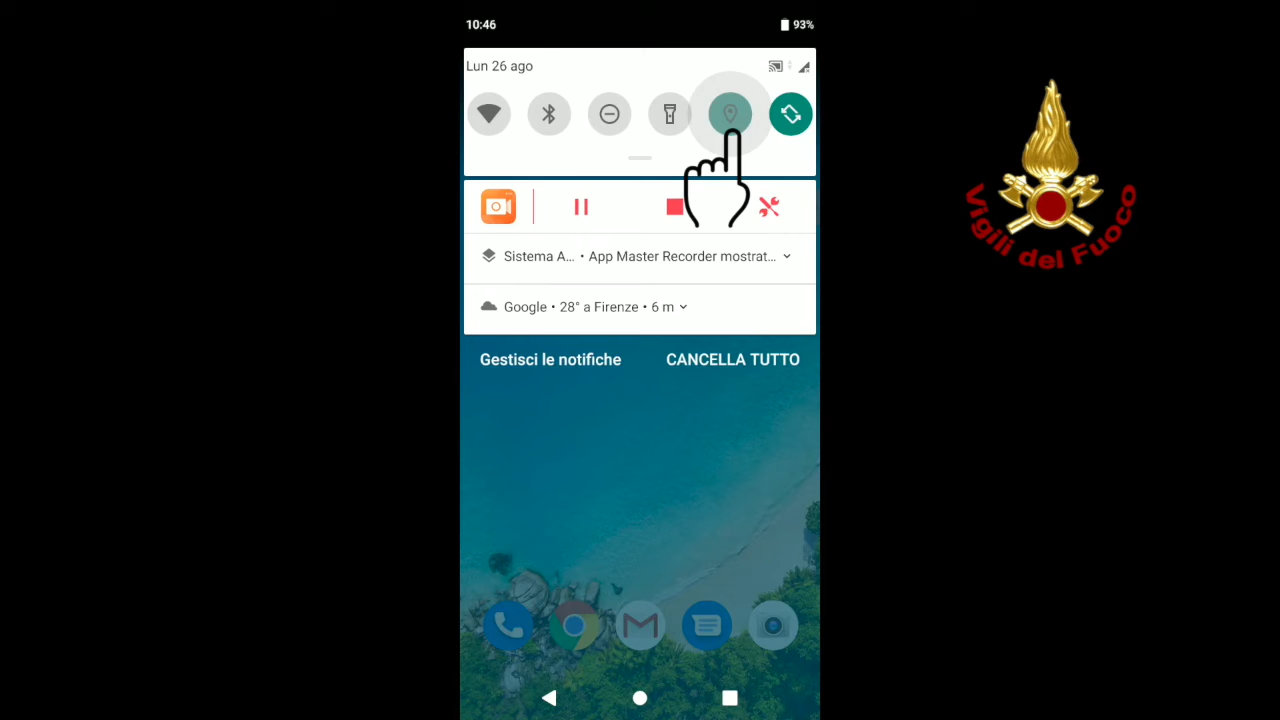 10:46
93%
Lun 26 ago
Sistema A... • App Master Recorder mostrat...
Google • 28° a Firenze • 6 m
Gestisci le notifiche
CANCELLA TUTTO
Vigili del Fuoco